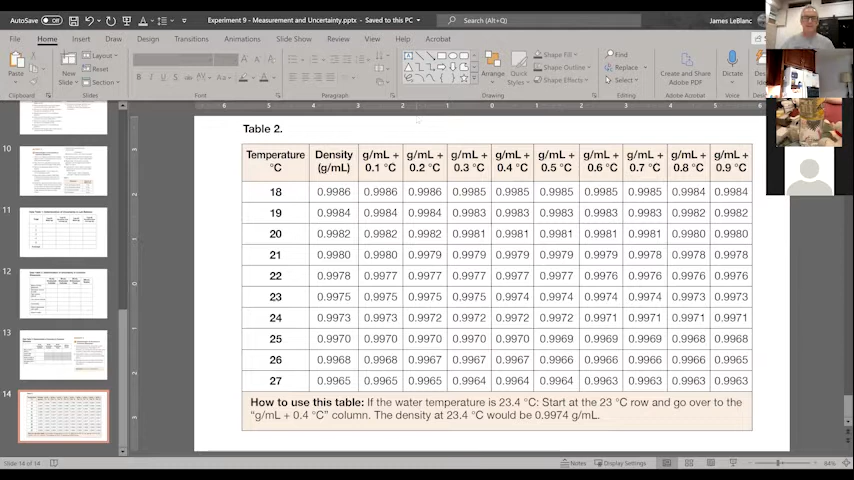 AutoSave Off Experiment 9 - Measurement and Uncertainty.pptx - Saved to this PC Search (Alt+Q) James LeBlanc
File Home Insert Draw Design Transitions Animations Slide Show Review View Help Acrobat
Paste New Slides Layout Reset Section Arrange Quick Styles Shape Fill Shape Outline Shape Effects Find Replace Select Create and Share Adobe PDF Dictate
Clipboard Slides Font Paragraph Drawing Editing Adobe Acrobat Voice
Table 2.
Temperature °C Density (g/mL) g/mL + 0.1 °C g/mL + 0.2 °C g/mL + 0.3 °C g/mL + 0.4 °C g/mL + 0.5 °C g/mL + 0.6 °C g/mL + 0.7 °C g/mL + 0.8 °C g/mL + 0.9 °C
18 0.9986 0.9986 0.9986 0.9985 0.9985 0.9985 0.9985 0.9985 0.9984 0.9984
19 0.9984 0.9984 0.9984 0.9983 0.9983 0.9983 0.9983 0.9983 0.9982 0.9982
20 0.9982 0.9982 0.9982 0.9981 0.9981 0.9981 0.9981 0.9981 0.9980 0.9980
21 0.9980 0.9980 0.9979 0.9979 0.9979 0.9979 0.9979 0.9978 0.9978 0.9978
22 0.9978 0.9977 0.9977 0.9977 0.9977 0.9977 0.9976 0.9976 0.9976 0.9976
23 0.9975 0.9975 0.9975 0.9975 0.9974 0.9974 0.9974 0.9974 0.9973 0.9973
24 0.9973 0.9973 0.9972 0.9972 0.9972 0.9972 0.9971 0.9971 0.9971 0.9971
25 0.9970 0.9970 0.9970 0.9970 0.9970 0.9969 0.9969 0.9969 0.9968 0.9968
26 0.9968 0.9968 0.9967 0.9967 0.9966 0.9966 0.9966 0.9966 0.9966 0.9965
27 0.9965 0.9965 0.9965 0.9964 0.9964 0.9964 0.9963 0.9963 0.9963 0.9963
How to use this table: If the water temperature is 23.4 °C: Start at the 23 °C row and go over to the
"g/mL + 0.4 °C" column. The density at 23.4 °C would be 0.9974 g/mL.
10
11
12
13
14
Slide 14 of 14 Notes Display Settings 84%